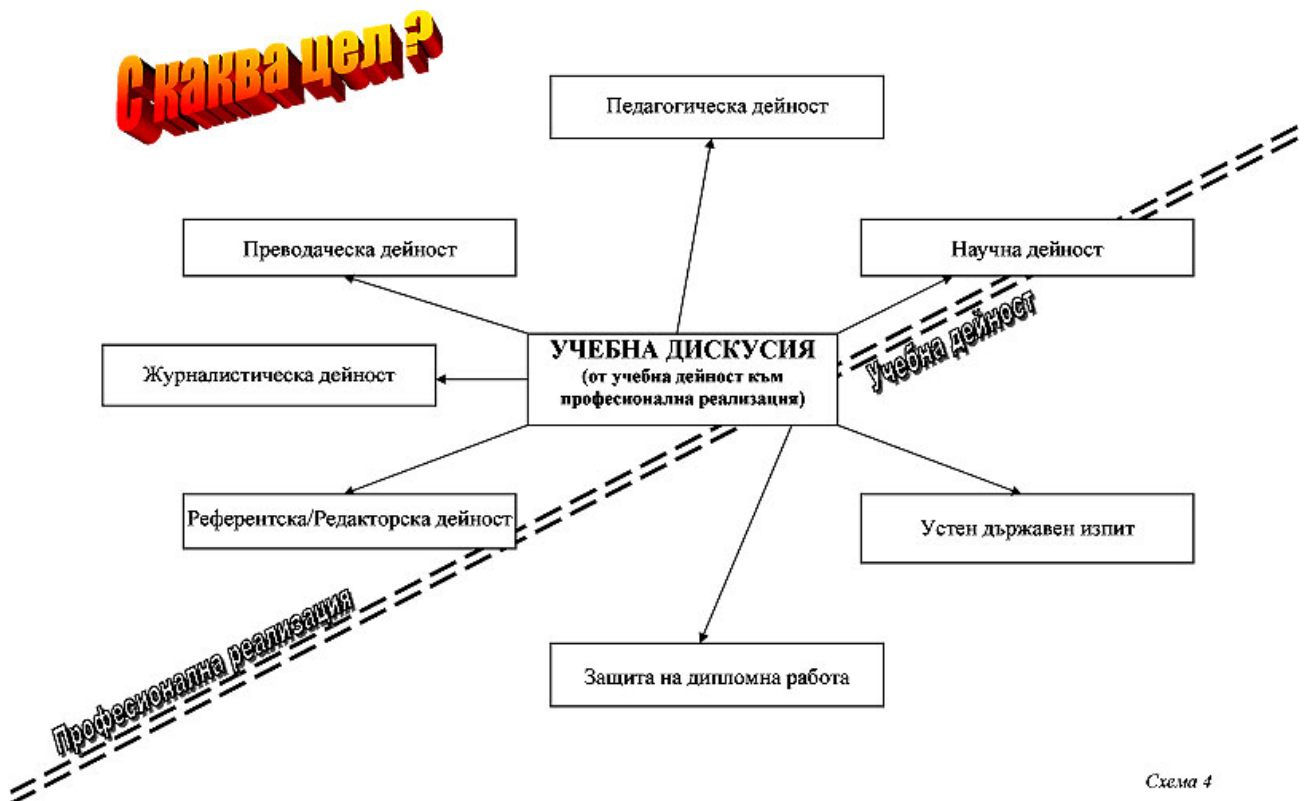 С каква цел ?
Педагогическа дейност
Преводаческа дейност
Научна дейност
Учебна дейност
УЧЕБНА ДИСКУСИЯ
(от учебна дейност към
професионална реализация)
Журналистическа дейност
Референтска/Редакторска дейност
Устен държавен изпит
Професионална реализация
Защита на дипломна работа
Схема 4